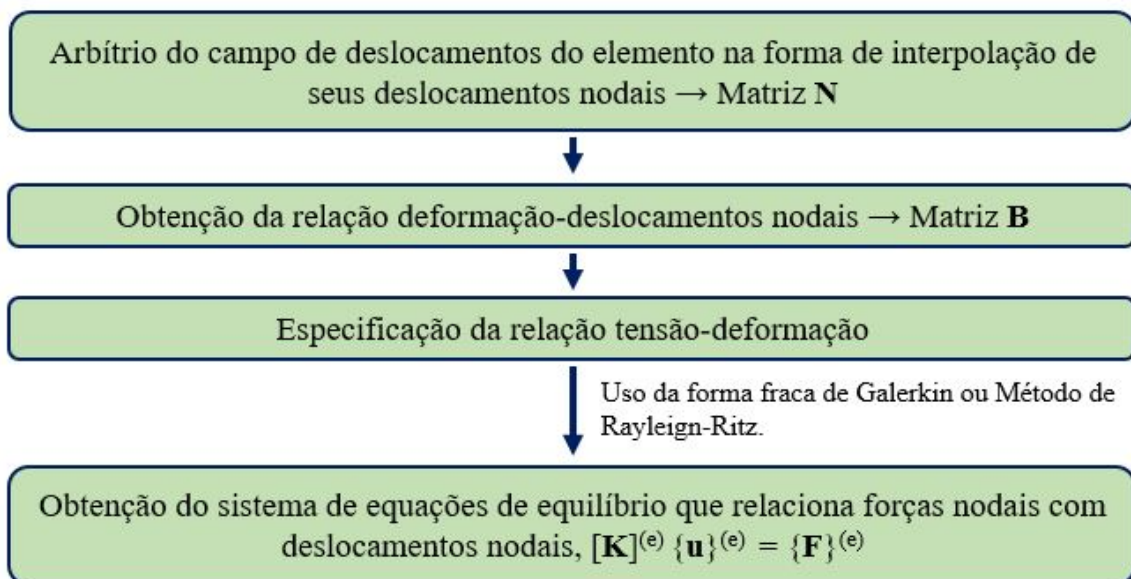 Arbítrio do campo de deslocamentos do elemento na forma de interpolação de
seus deslocamentos nodais → Matriz N
Obtenção da relação deformação-deslocamentos nodais → Matriz B
Especificação da relação tensão-deformação
Uso da forma fraca de Galerkin ou Método de
Rayleign-Ritz.
Obtenção do sistema de equações de equilíbrio que relaciona forças nodais com
deslocamentos nodais, [K]⁽ᵉ⁾ {u}⁽ᵉ⁾ = {F}⁽ᵉ⁾